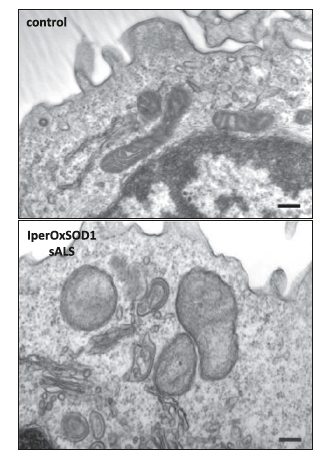 control
IperOxSOD1
sALS